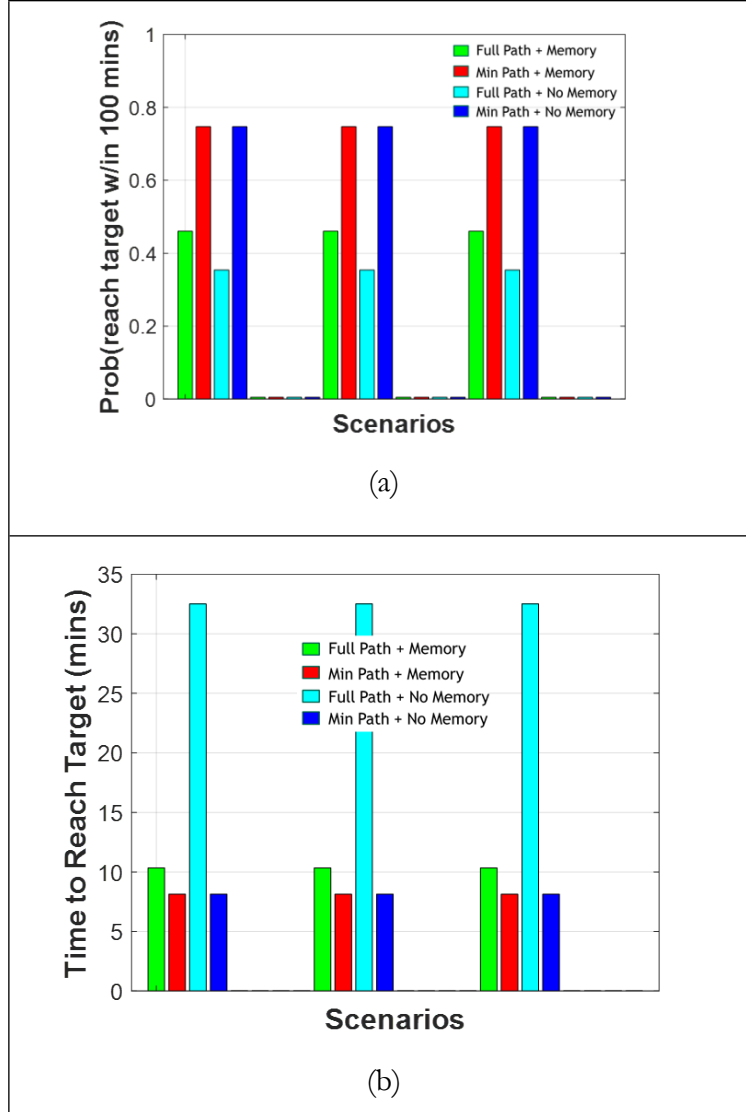 Prob(reach target w/in 100 mins)
1
0.8
0.6
0.4
0.2
0
Full Path + Memory
Min Path + Memory
Full Path + No Memory
Min Path + No Memory
Scenarios
(a)
Time to Reach Target (mins)
35
30
25
20
15
10
5
0
Full Path + Memory
Min Path + Memory
Full Path + No Memory
Min Path + No Memory
Scenarios
(b)